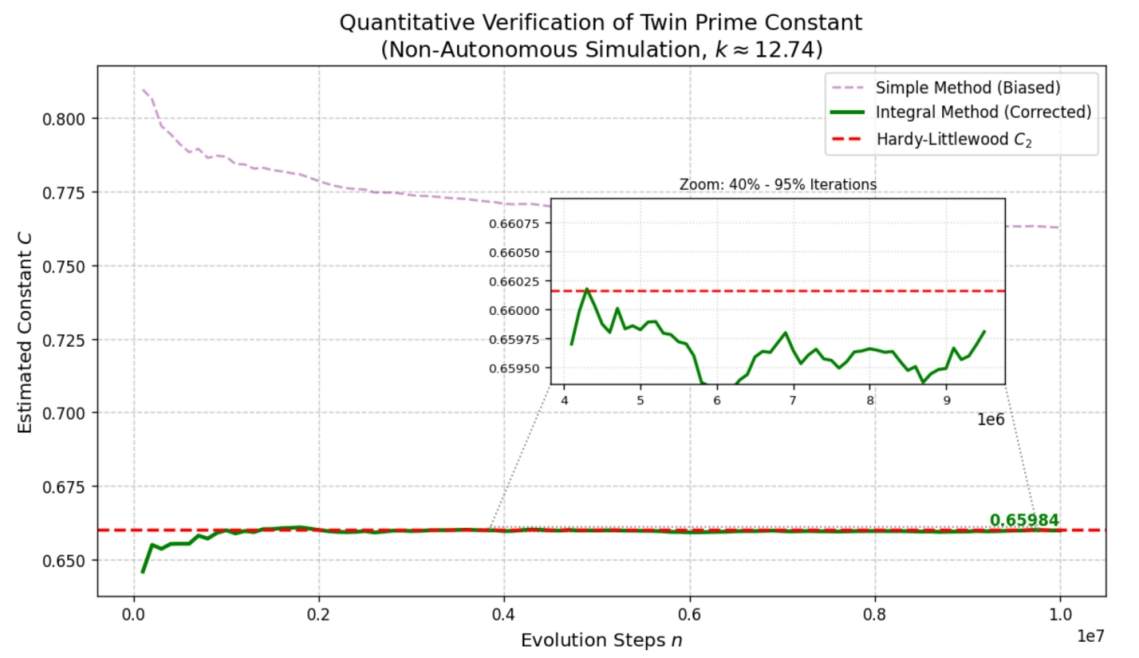 Quantitative Verification of Twin Prime Constant
(Non-Autonomous Simulation, k ≈ 12.74)
Simple Method (Biased)
Integral Method (Corrected)
Hardy-Littlewood C₂
Estimated Constant C
0.800
0.775
0.750
0.725
0.700
0.675
0.650
Zoom: 40% - 95% Iterations
0.66075
0.66050
0.66025
0.66000
0.65975
0.65950
4 5 6 7 8 9
1e6
0.65984
0.0 0.2 0.4 0.6 0.8 1.0
1e7
Evolution Steps n